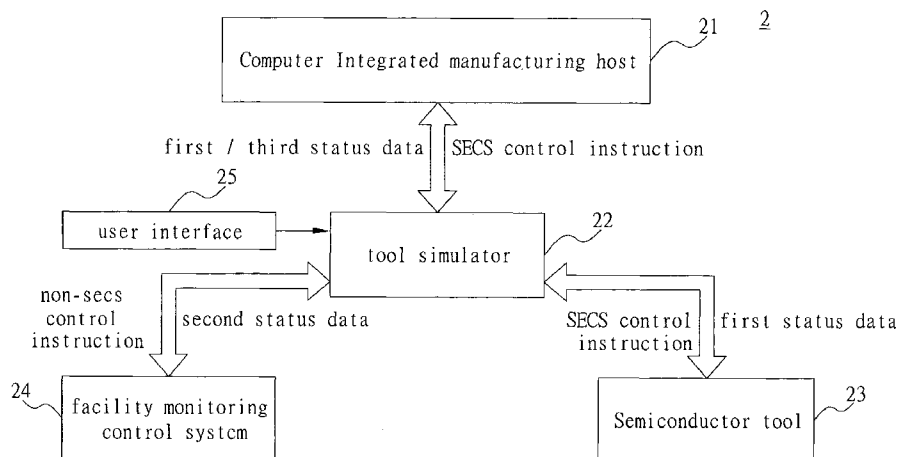 21
2
Computer Integrated manufacturing host
first / third status data
SECS control instruction
25
user interface
22
tool simulator
non-secs
control
instruction
second status data
SECS control
instruction
first status data
24
facility monitoring
control system
23
Semiconductor tool